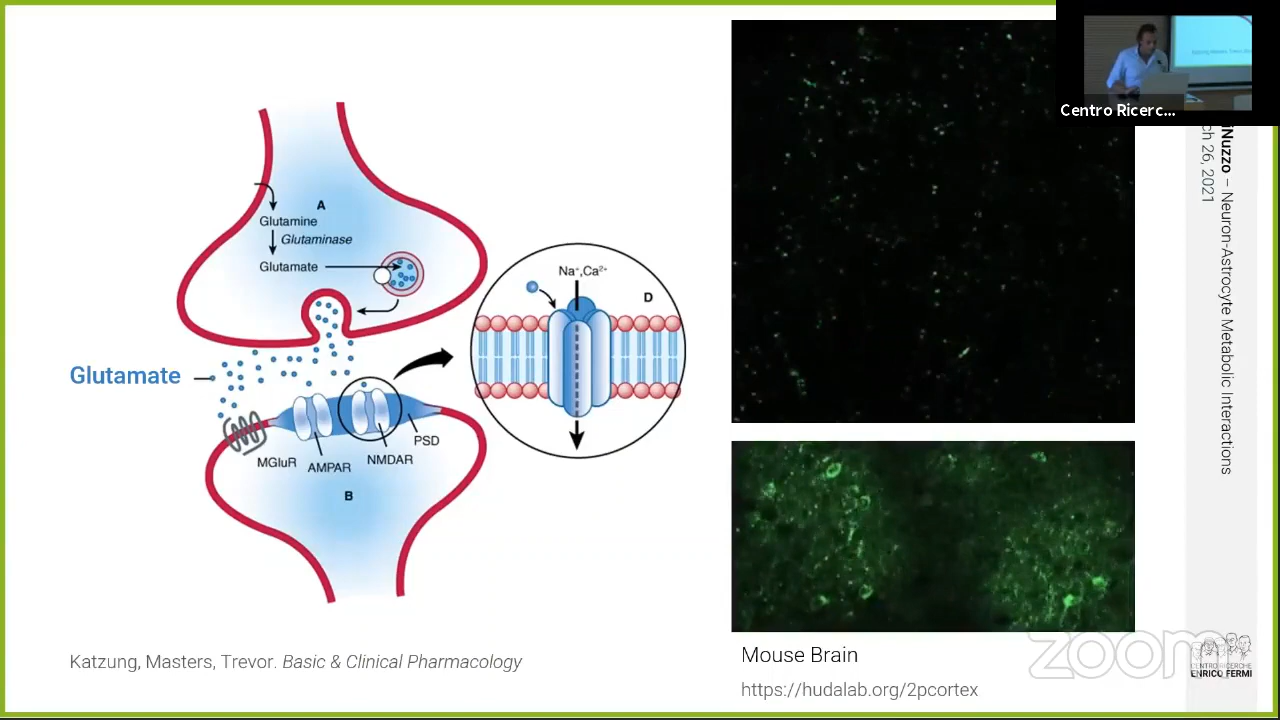 Centro Ricerc...
Nuzzo – Neuron-Astrocyte Metabolic Interactions
ch 26, 2021
A
Glutamine
Glutaminase
Glutamate
Na⁺,Ca²⁺
D
Glutamate
PSD
NMDAR
MGluR
AMPAR
B
Katzung, Masters, Trevor. Basic & Clinical Pharmacology
Mouse Brain
https://hudalab.org/2pcortex
zoom
CENTRO RICERCHE
ENRICO FERMI